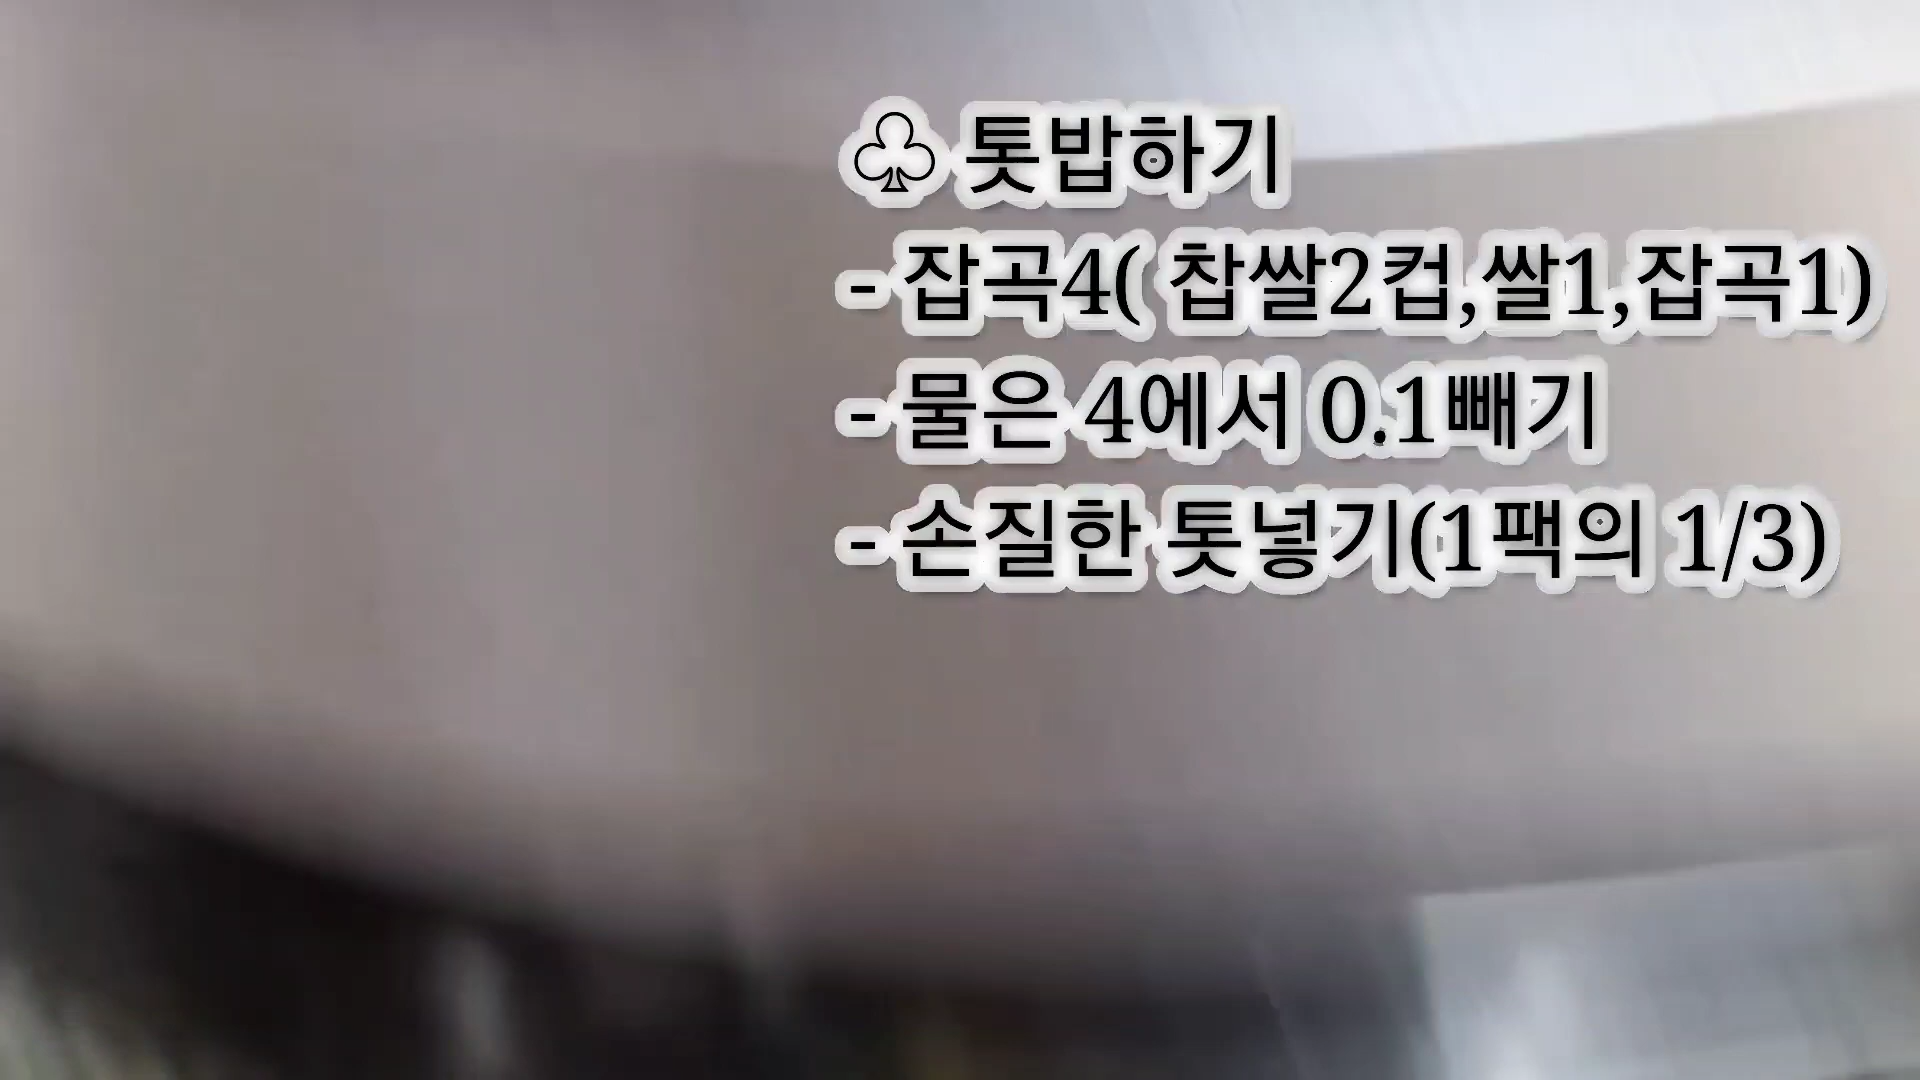 ♧ 톳밥하기
- 잡곡4( 찹쌀2컵,쌀1,잡곡1)
- 물은 4에서 0.1빼기
- 손질한 톳넣기(1팩의 1/3)